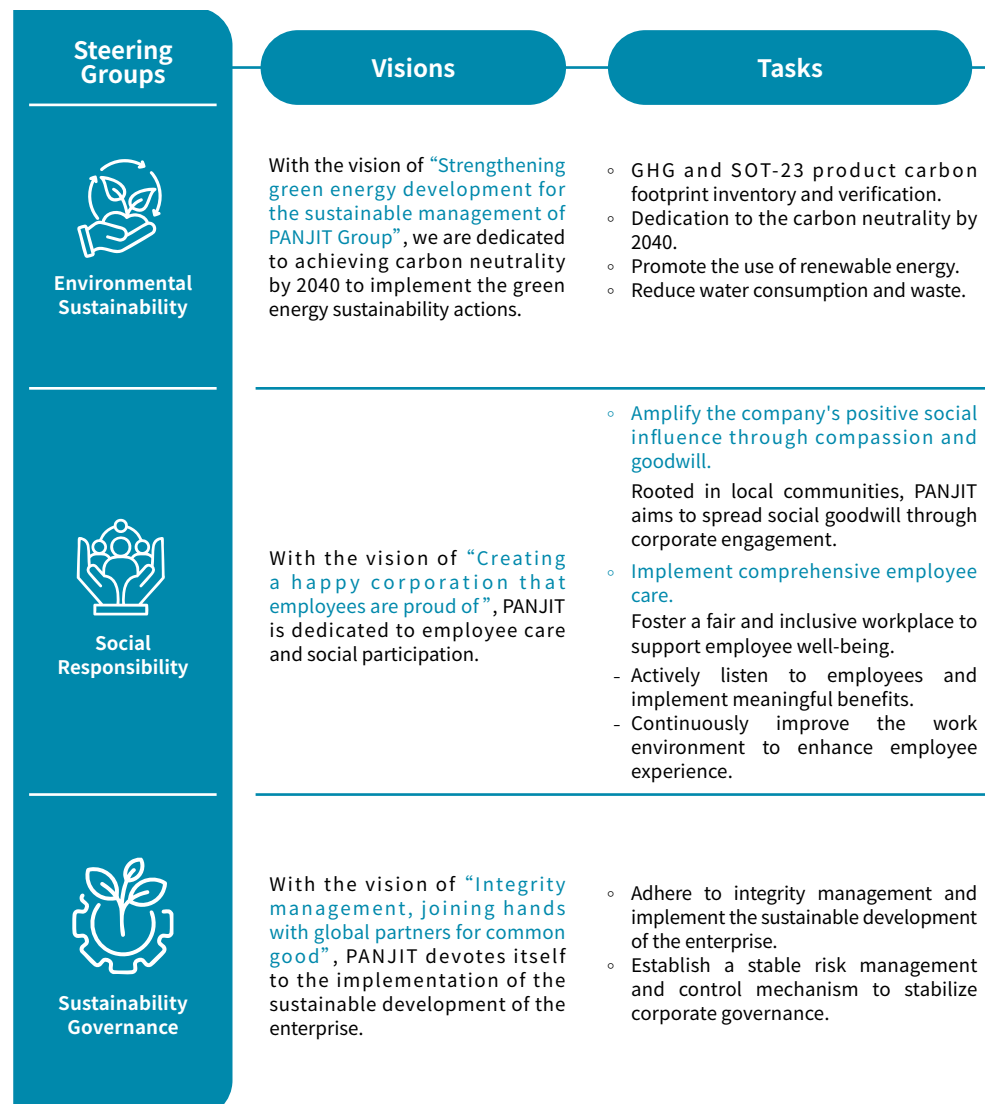 Steering
Groups
Visions
Tasks
Environmental
Sustainability
With the vision of “Strengthening
green energy development for
the sustainable management of
PANJIT Group”, we are dedicated
to achieving carbon neutrality
by 2040 to implement the green
energy sustainability actions.
◦ GHG and SOT-23 product carbon
footprint inventory and verification.
◦ Dedication to the carbon neutrality by
2040.
◦ Promote the use of renewable energy.
◦ Reduce water consumption and waste.
Social
Responsibility
With the vision of “Creating
a happy corporation that
employees are proud of”, PANJIT
is dedicated to employee care
and social participation.
◦ Amplify the company's positive social
influence through compassion and
goodwill.
Rooted in local communities, PANJIT
aims to spread social goodwill through
corporate engagement.
◦ Implement comprehensive employee
care.
Foster a fair and inclusive workplace to
support employee well-being.
- Actively listen to employees and
implement meaningful benefits.
- Continuously improve the work
environment to enhance employee
experience.
Sustainability
Governance
With the vision of “Integrity
management, joining hands
with global partners for common
good”, PANJIT devotes itself
to the implementation of the
sustainable development of the
enterprise.
◦ Adhere to integrity management and
implement the sustainable development
of the enterprise.
◦ Establish a stable risk management
and control mechanism to stabilize
corporate governance.